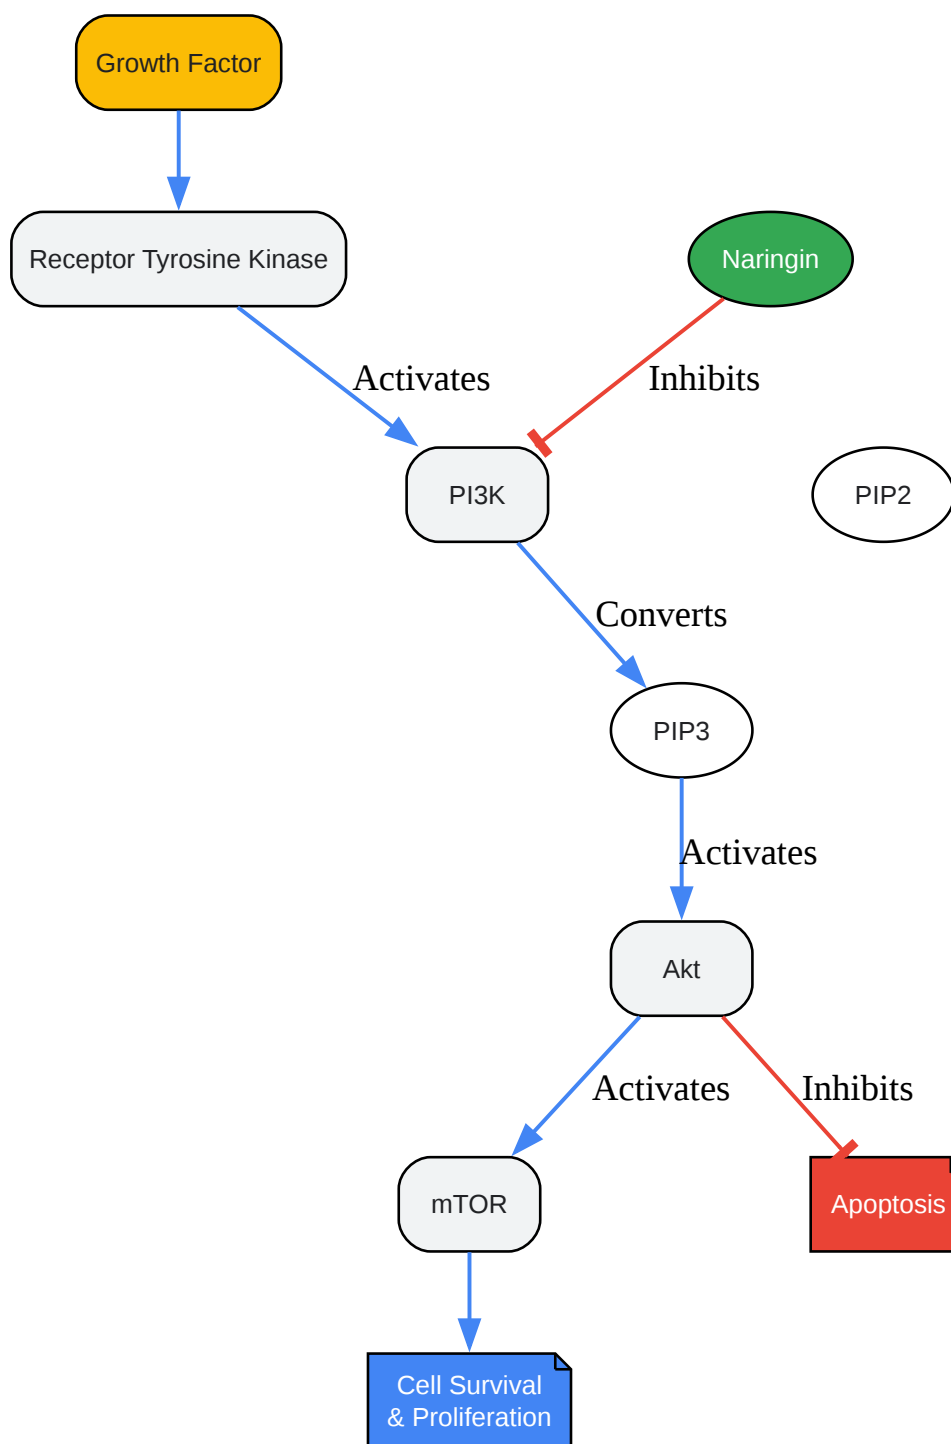 Growth Factor
Receptor Tyrosine Kinase
Naringin
Activates
Inhibits
PI3K
PIP2
Converts
PIP3
Activates
Akt
Activates
Inhibits
mTOR
Apoptosis
Cell Survival
& Proliferation